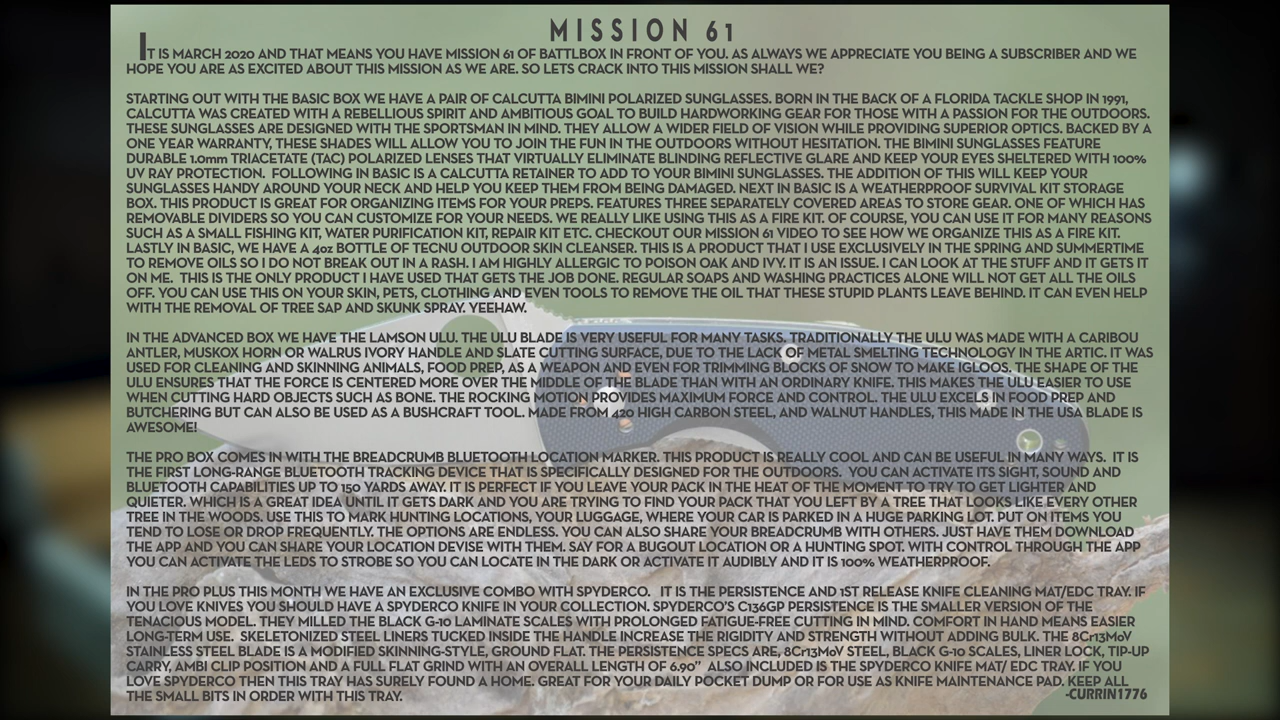 MISSION 61
IT IS MARCH 2020 AND THAT MEANS YOU HAVE MISSION 61 OF BATTLBOX IN FRONT OF YOU. AS ALWAYS WE APPRECIATE YOU BEING A SUBSCRIBER AND WE
HOPE YOU ARE AS EXCITED ABOUT THIS MISSION AS WE ARE. SO LETS CRACK INTO THIS MISSION SHALL WE?
STARTING OUT WITH THE BASIC BOX WE HAVE A PAIR OF CALCUTTA BIMINI POLARIZED SUNGLASSES. BORN IN THE BACK OF A FLORIDA TACKLE SHOP IN 1991,
CALCUTTA WAS CREATED WITH A REBELLIOUS SPIRIT AND AMBITIOUS GOAL TO BUILD HARDWORKING GEAR FOR THOSE WITH A PASSION FOR THE OUTDOORS.
THESE SUNGLASSES ARE DESIGNED WITH THE SPORTSMAN IN MIND. THEY ALLOW A WIDER FIELD OF VISION WHILE PROVIDING SUPERIOR OPTICS. BACKED BY A
ONE YEAR WARRANTY, THESE SHADES WILL ALLOW YOU TO JOIN THE FUN IN THE OUTDOORS WITHOUT HESITATION. THE BIMINI SUNGLASSES FEATURE
DURABLE 1.0mm TRIACETATE (TAC) POLARIZED LENSES THAT VIRTUALLY ELIMINATE BLINDING REFLECTIVE GLARE AND KEEP YOUR EYES SHELTERED WITH 100%
UV RAY PROTECTION. FOLLOWING IN BASIC IS A CALCUTTA RETAINER TO ADD TO YOUR BIMINI SUNGLASSES. THE ADDITION OF THIS WILL KEEP YOUR
SUNGLASSES HANDY AROUND YOUR NECK AND HELP YOU KEEP THEM FROM BEING DAMAGED. NEXT IN BASIC IS A WEATHERPROOF SURVIVAL KIT STORAGE
BOX. THIS PRODUCT IS GREAT FOR ORGANIZING ITEMS FOR YOUR PREPS. FEATURES THREE SEPARATELY COVERED AREAS TO STORE GEAR. ONE OF WHICH HAS
REMOVABLE DIVIDERS SO YOU CAN CUSTOMIZE FOR YOUR NEEDS. WE REALLY LIKE USING THIS AS A FIRE KIT. OF COURSE, YOU CAN USE IT FOR MANY REASONS
SUCH AS A SMALL FISHING KIT, WATER PURIFICATION KIT, REPAIR KIT ETC. CHECKOUT OUR MISSION 61 VIDEO TO SEE HOW WE ORGANIZE THIS AS A FIRE KIT.
LASTLY IN BASIC, WE HAVE A 4oz BOTTLE OF TECNU OUTDOOR SKIN CLEANSER. THIS IS A PRODUCT THAT I USE EXCLUSIVELY IN THE SPRING AND SUMMERTIME
TO REMOVE OILS SO I DO NOT BREAK OUT IN A RASH. I AM HIGHLY ALLERGIC TO POISON OAK AND IVY. IT IS AN ISSUE. I CAN LOOK AT THE STUFF AND IT GETS IT
ON ME. THIS IS THE ONLY PRODUCT I HAVE USED THAT GETS THE JOB DONE. REGULAR SOAPS AND WASHING PRACTICES ALONE WILL NOT GET ALL THE OILS
OFF. YOU CAN USE THIS ON YOUR SKIN, PETS, CLOTHING AND EVEN TOOLS TO REMOVE THE OIL THAT THESE STUPID PLANTS LEAVE BEHIND. IT CAN EVEN HELP
WITH THE REMOVAL OF TREE SAP AND SKUNK SPRAY. YEEHAW.
IN THE ADVANCED BOX WE HAVE THE LAMSON ULU. THE ULU BLADE IS VERY USEFUL FOR MANY TASKS. TRADITIONALLY THE ULU WAS MADE WITH A CARIBOU
ANTLER, MUSKOX HORN OR WALRUS IVORY HANDLE AND SLATE CUTTING SURFACE, DUE TO THE LACK OF METAL SMELTING TECHNOLOGY IN THE ARTIC. IT WAS
USED FOR CLEANING AND SKINNING ANIMALS, FOOD PREP, AS A WEAPON AND EVEN FOR TRIMMING BLOCKS OF SNOW TO MAKE IGLOOS. THE SHAPE OF THE
ULU ENSURES THAT THE FORCE IS CENTERED MORE OVER THE MIDDLE OF THE BLADE THAN WITH AN ORDINARY KNIFE. THIS MAKES THE ULU EASIER TO USE
WHEN CUTTING HARD OBJECTS SUCH AS BONE. THE ROCKING MOTION PROVIDES MAXIMUM FORCE AND CONTROL. THE ULU EXCELS IN FOOD PREP AND
BUTCHERING BUT CAN ALSO BE USED AS A BUSHCRAFT TOOL. MADE FROM 420 HIGH CARBON STEEL, AND WALNUT HANDLES, THIS MADE IN THE USA BLADE IS
AWESOME!
THE PRO BOX COMES IN WITH THE BREADCRUMB BLUETOOTH LOCATION MARKER. THIS PRODUCT IS REALLY COOL AND CAN BE USEFUL IN MANY WAYS. IT IS
THE FIRST LONG-RANGE BLUETOOTH TRACKING DEVICE THAT IS SPECIFICALLY DESIGNED FOR THE OUTDOORS. YOU CAN ACTIVATE ITS SIGHT, SOUND AND
BLUETOOTH CAPABILITIES UP TO 150 YARDS AWAY. IT IS PERFECT IF YOU LEAVE YOUR PACK IN THE HEAT OF THE MOMENT TO TRY TO GET LIGHTER AND
QUIETER. WHICH IS A GREAT IDEA UNTIL IT GETS DARK AND YOU ARE TRYING TO FIND YOUR PACK THAT YOU LEFT BY A TREE THAT LOOKS LIKE EVERY OTHER
TREE IN THE WOODS. USE THIS TO MARK HUNTING LOCATIONS, YOUR LUGGAGE, WHERE YOUR CAR IS PARKED IN A HUGE PARKING LOT. PUT ON ITEMS YOU
TEND TO LOSE OR DROP FREQUENTLY. THE OPTIONS ARE ENDLESS. YOU CAN ALSO SHARE YOUR BREADCRUMB WITH OTHERS. JUST HAVE THEM DOWNLOAD
THE APP AND YOU CAN SHARE YOUR LOCATION DEVISE WITH THEM. SAY FOR A BUGOUT LOCATION OR A HUNTING SPOT. WITH CONTROL THROUGH THE APP
YOU CAN ACTIVATE THE LEDS TO STROBE SO YOU CAN LOCATE IN THE DARK OR ACTIVATE IT AUDIBLY AND IT IS 100% WEATHERPROOF.
IN THE PRO PLUS THIS MONTH WE HAVE AN EXCLUSIVE COMBO WITH SPYDERCO. IT IS THE PERSISTENCE AND 1ST RELEASE KNIFE CLEANING MAT/EDC TRAY. IF
YOU LOVE KNIVES YOU SHOULD HAVE A SPYDERCO KNIFE IN YOUR COLLECTION. SPYDERCO'S C136GP PERSISTENCE IS THE SMALLER VERSION OF THE
TENACIOUS MODEL. THEY MILLED THE BLACK G-10 LAMINATE SCALES WITH PROLONGED FATIGUE-FREE CUTTING IN MIND. COMFORT IN HAND MEANS EASIER
LONG-TERM USE. SKELETONIZED STEEL LINERS TUCKED INSIDE THE HANDLE INCREASE THE RIGIDITY AND STRENGTH WITHOUT ADDING BULK. THE 8Cr13MoV
STAINLESS STEEL BLADE IS A MODIFIED SKINNING-STYLE, GROUND FLAT. THE PERSISTENCE SPECS ARE, 8Cr13MoV STEEL, BLACK G-10 SCALES, LINER LOCK, TIP-UP
CARRY, AMBI CLIP POSITION AND A FULL FLAT GRIND WITH AN OVERALL LENGTH OF 6.90" ALSO INCLUDED IS THE SPYDERCO KNIFE MAT/ EDC TRAY. IF YOU
LOVE SPYDERCO THEN THIS TRAY HAS SURELY FOUND A HOME. GREAT FOR YOUR DAILY POCKET DUMP OR FOR USE AS KNIFE MAINTENANCE PAD. KEEP ALL
THE SMALL BITS IN ORDER WITH THIS TRAY.
-CURRIN1776